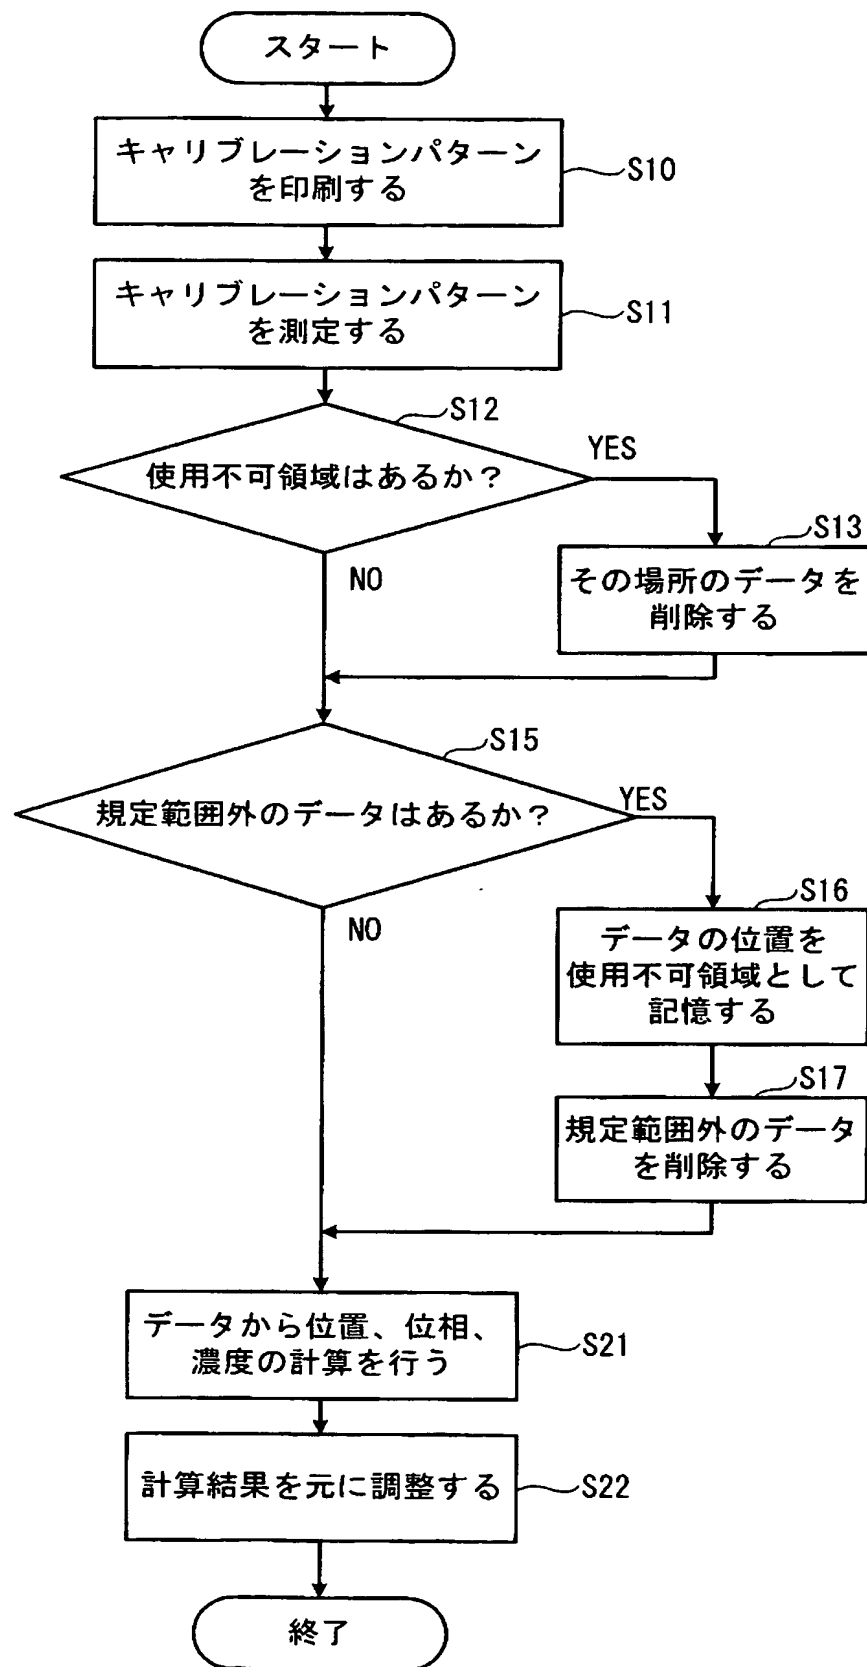 スタート
キャリブレーションパターン
を印刷する
S10
キャリブレーションパターン
を測定する
S11
S12
使用不可領域はあるか？
YES
NO
S13
その場所のデータを
削除する
S15
規定範囲外のデータはあるか？
YES
NO
S16
データの位置を
使用不可領域として
記憶する
S17
規定範囲外のデータ
を削除する
データから位置、位相、
濃度の計算を行う
S21
計算結果を元に調整する
S22
終了